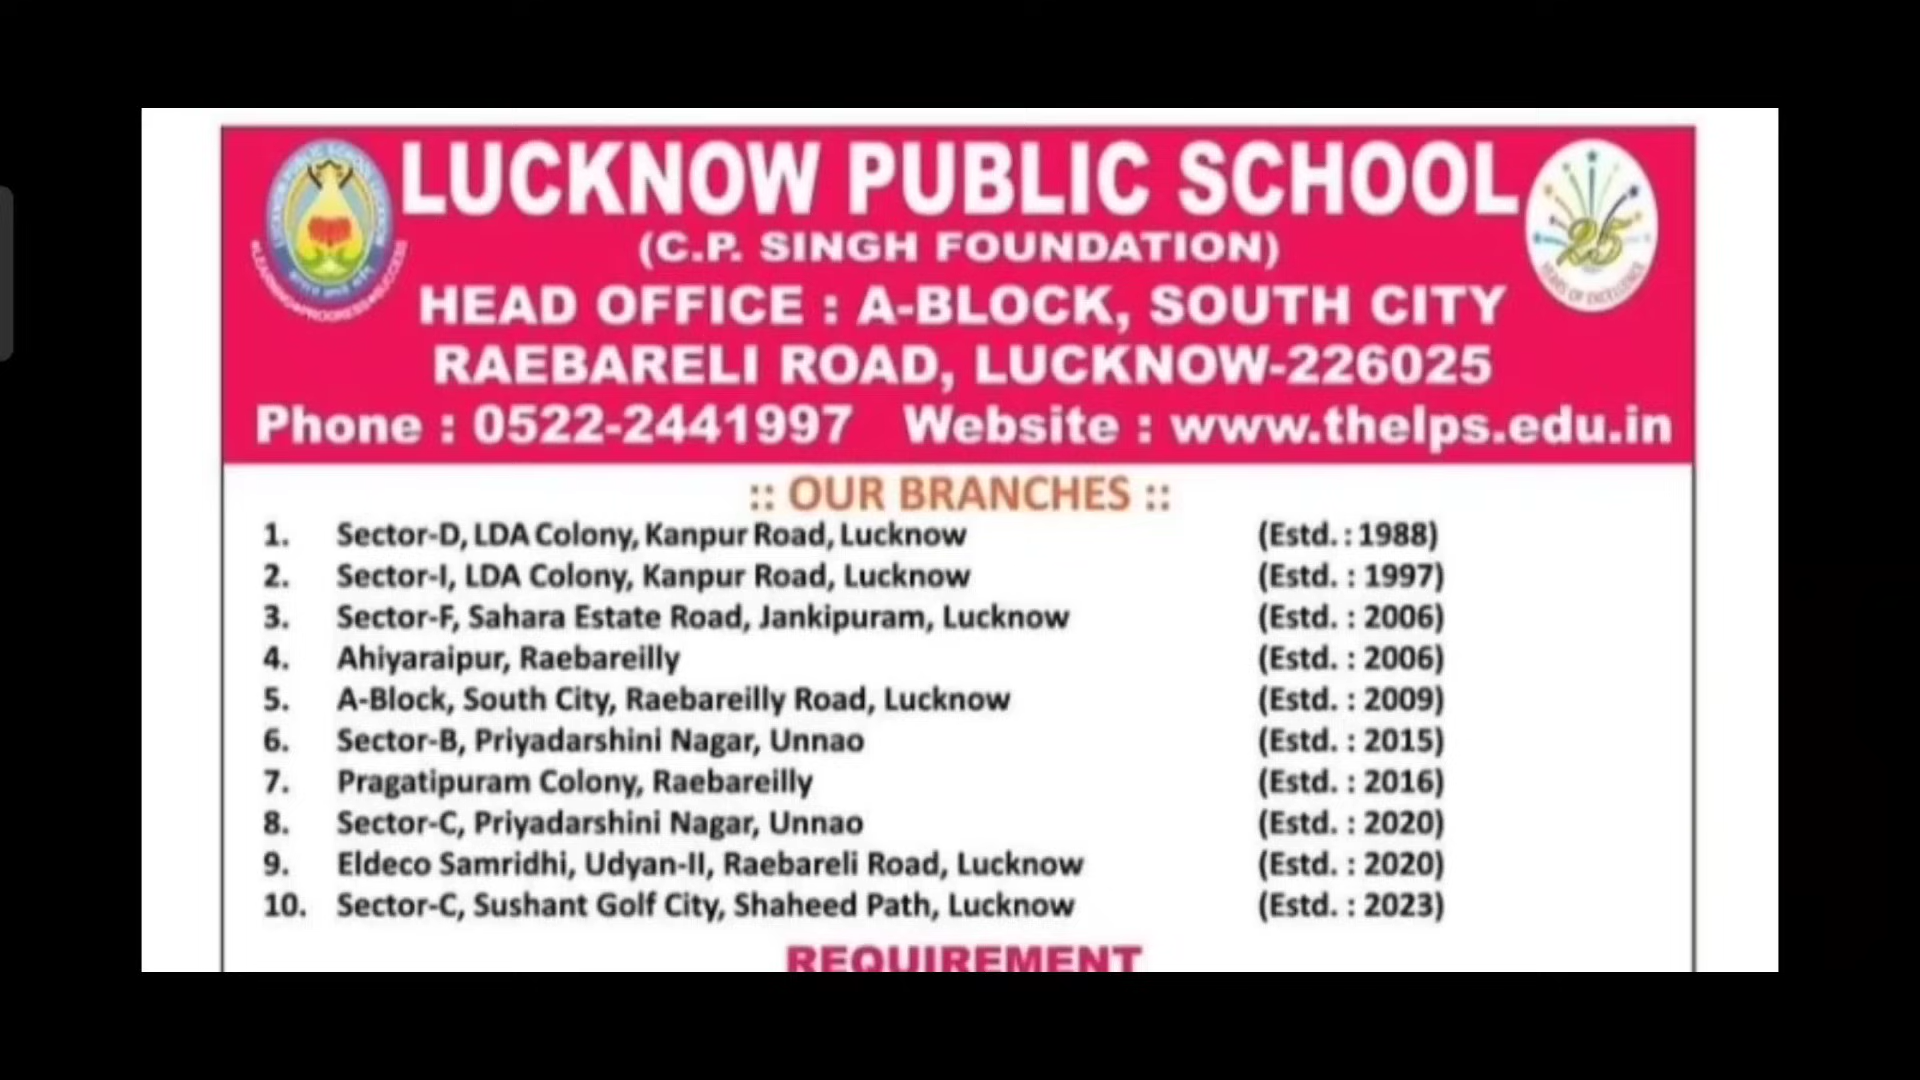 LUCKNOW PUBLIC SCHOOL
(C.P. SINGH FOUNDATION)
HEAD OFFICE : A-BLOCK, SOUTH CITY
RAEBARELI ROAD, LUCKNOW-226025
Phone : 0522-2441997 Website : www.thelps.edu.in
25
YEARS OF EXCELLENCE
:: OUR BRANCHES ::
1. Sector-D, LDA Colony, Kanpur Road, Lucknow (Estd. : 1988)
2. Sector-I, LDA Colony, Kanpur Road, Lucknow (Estd. : 1997)
3. Sector-F, Sahara Estate Road, Jankipuram, Lucknow (Estd. : 2006)
4. Ahiyaraipur, Raebareilly (Estd. : 2006)
5. A-Block, South City, Raebareilly Road, Lucknow (Estd. : 2009)
6. Sector-B, Priyadarshini Nagar, Unnao (Estd. : 2015)
7. Pragatipuram Colony, Raebareilly (Estd. : 2016)
8. Sector-C, Priyadarshini Nagar, Unnao (Estd. : 2020)
9. Eldeco Samridhi, Udyan-II, Raebareli Road, Lucknow (Estd. : 2020)
10. Sector-C, Sushant Golf City, Shaheed Path, Lucknow (Estd. : 2023)
REQUIREMENT